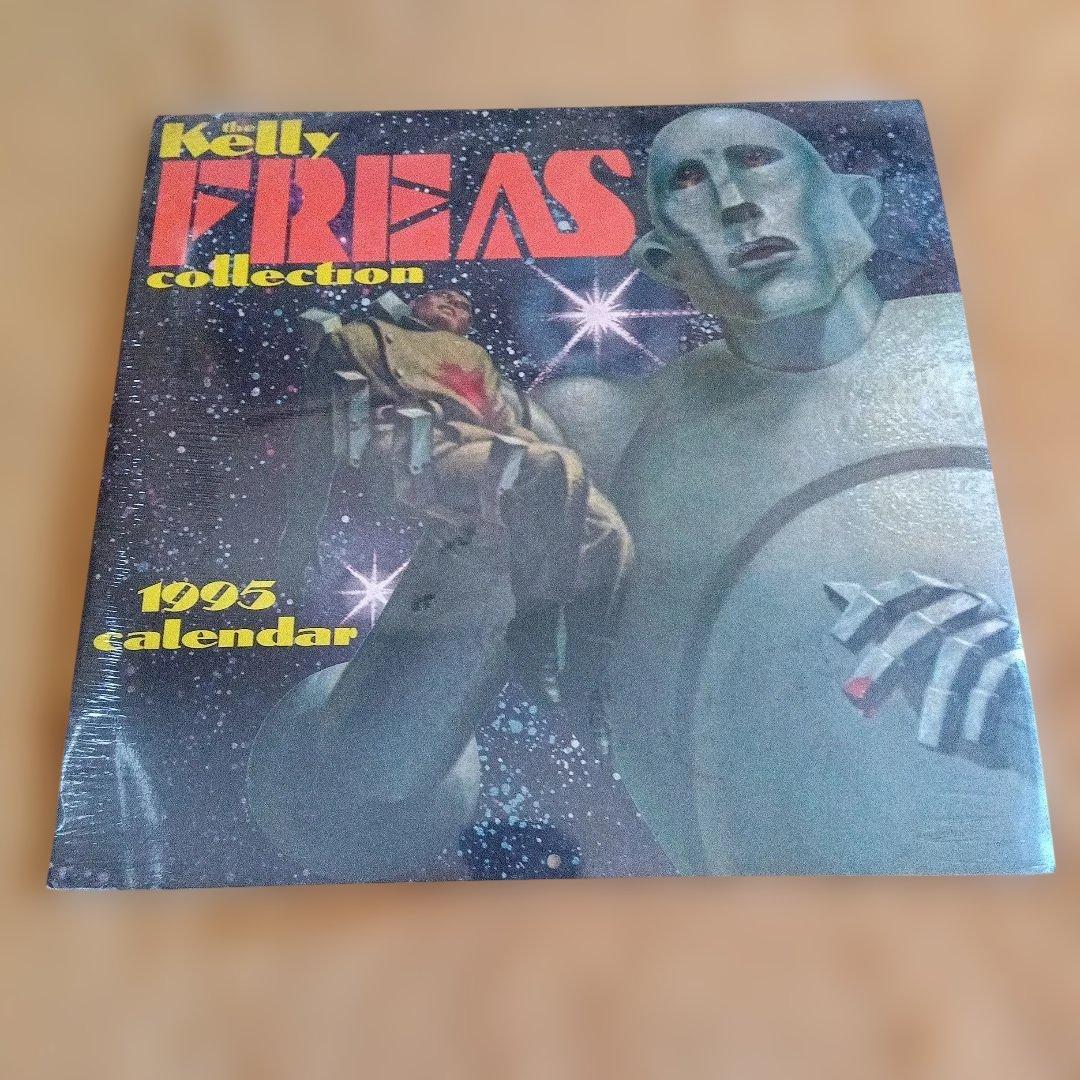 the
Kelly
FREAS
collection
1995
calendar